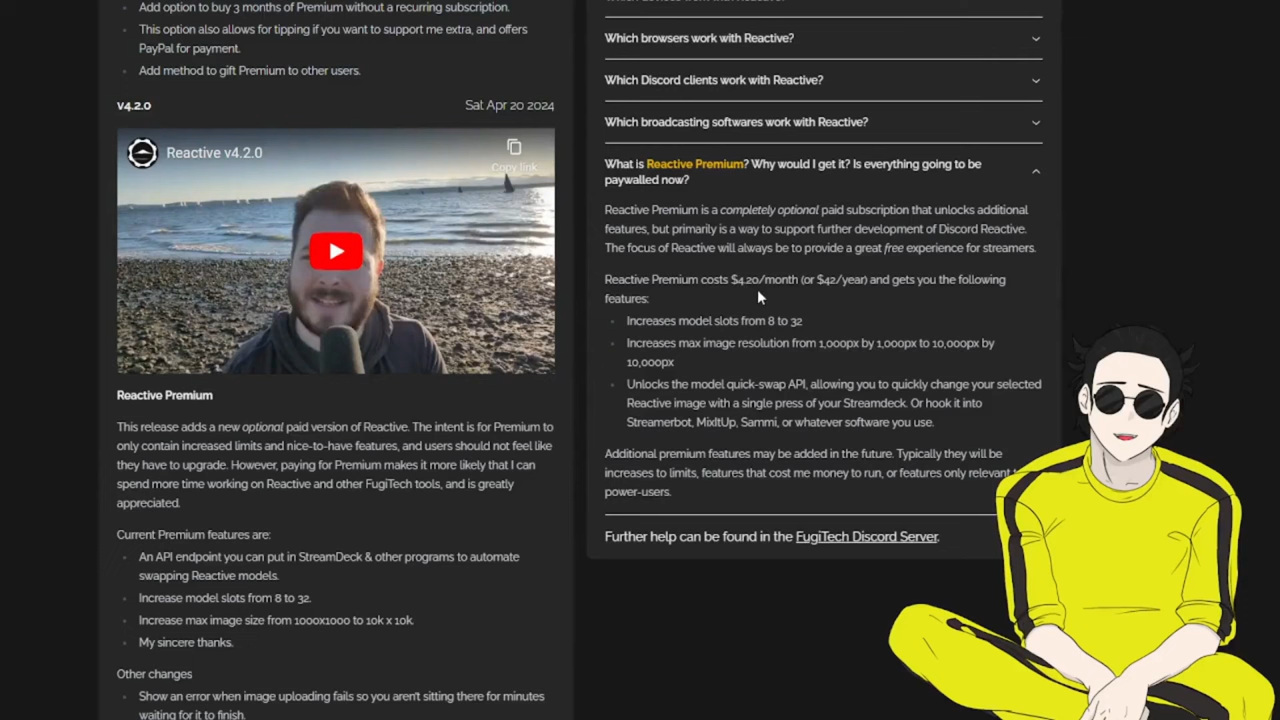 Add option to buy 3 months of Premium without a recurring subscription.
This option also allows for tipping if you want to support me extra, and offers
PayPal for payment.
Add method to gift Premium to other users.
v4.2.0
Sat Apr 20 2024
Reactive v4.2.0
Copy link
Reactive Premium
This release adds a new optional paid version of Reactive. The intent is for Premium to
only contain increased limits and nice-to-have features, and users should not feel like
they have to upgrade. However, paying for Premium makes it more likely that I can
spend more time working on Reactive and other FugiTech tools, and is greatly
appreciated.
Current Premium features are:
An API endpoint you can put in StreamDeck & other programs to automate
swapping Reactive models.
Increase model slots from 8 to 32.
Increase max image size from 1000x1000 to 10k x 10k.
My sincere thanks.
Other changes
Show an error when image uploading fails so you aren't sitting there for minutes
waiting for it to finish.
Which browsers work with Reactive?
Which Discord clients work with Reactive?
Which broadcasting softwares work with Reactive?
What is Reactive Premium? Why would I get it? Is everything going to be
paywalled now?
Reactive Premium is a completely optional paid subscription that unlocks additional
features, but primarily is a way to support further development of Discord Reactive.
The focus of Reactive will always be to provide a great free experience for streamers.
Reactive Premium costs $4.20/month (or $42/year) and gets you the following
features:
Increases model slots from 8 to 32
Increases max image resolution from 1,000px by 1,000px to 10,000px by
10,000px
Unlocks the model quick-swap API, allowing you to quickly change your selected
Reactive image with a single press of your Streamdeck. Or hook it into
Streamerbot, MixItUp, Sammi, or whatever software you use.
Additional premium features may be added in the future. Typically they will be
increases to limits, features that cost me money to run, or features only relevant
power-users.
Further help can be found in the FugiTech Discord Server.